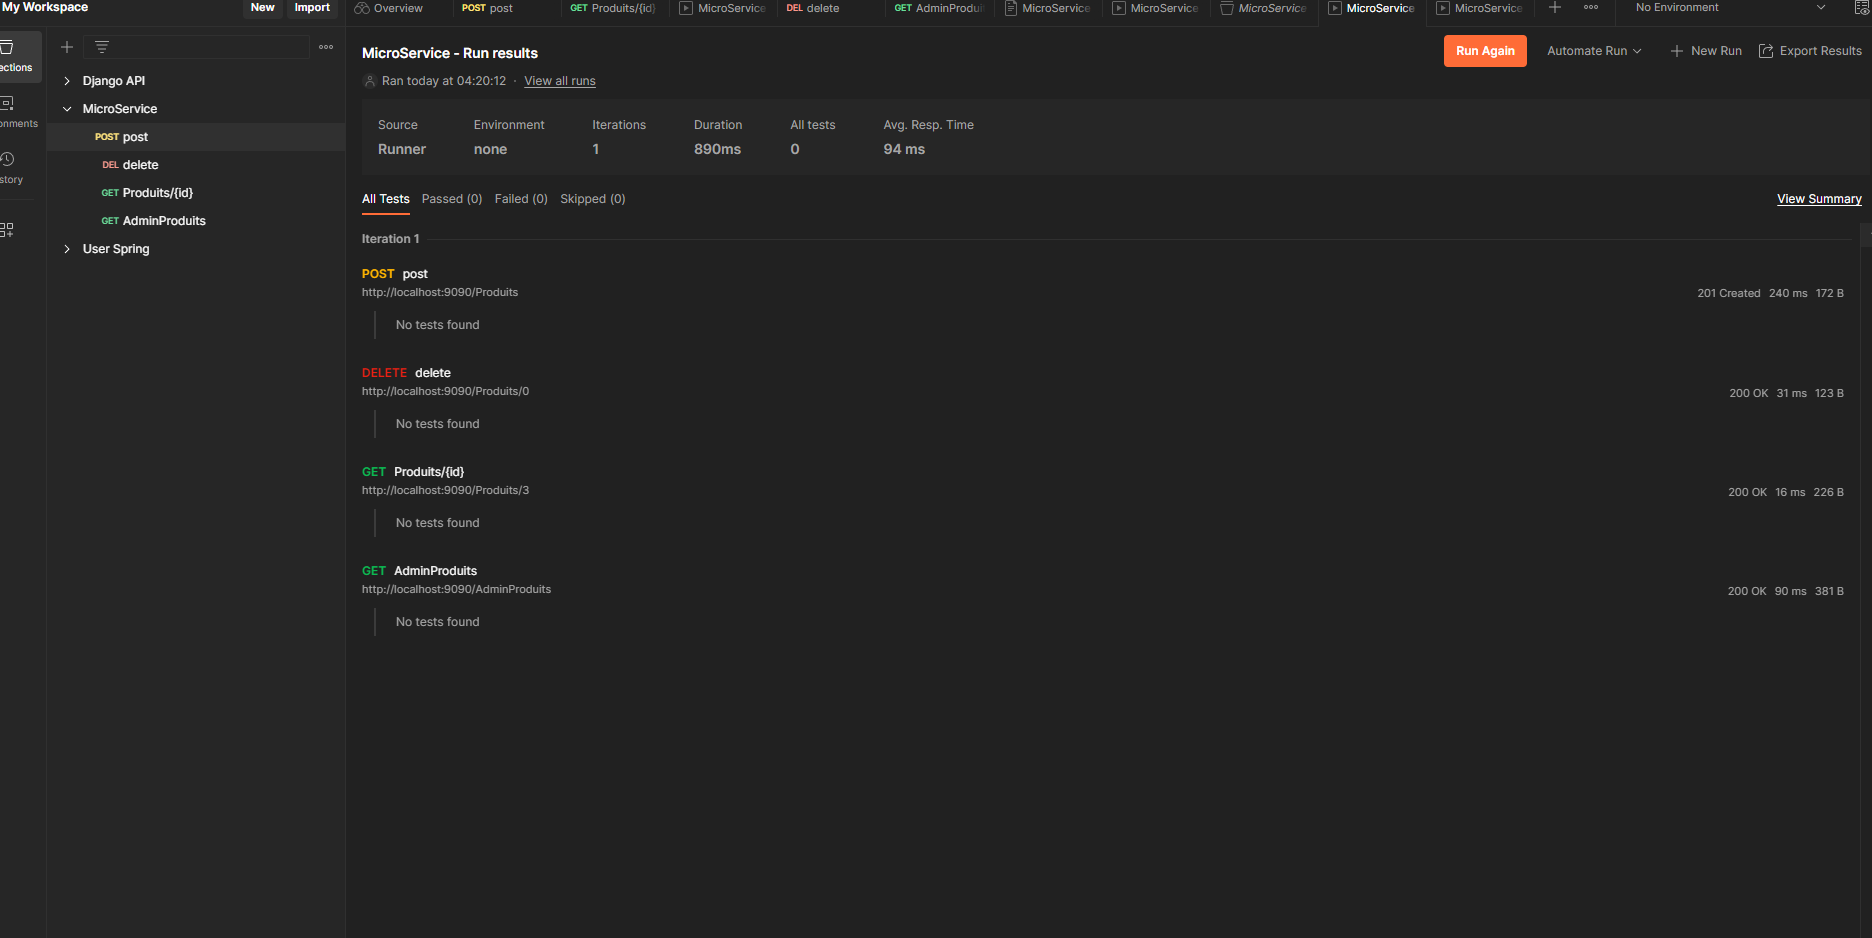 My Workspace New Import
Overview POST post GET Produits/{id} MicroService DEL delete GET AdminProdui MicroService MicroService MicroService MicroService MicroService No Environment
ections
onments
story
Django API
MicroService
POST post
DEL delete
GET Produits/{id}
GET AdminProduits
User Spring
MicroService - Run results
Run Again Automate Run New Run Export Results
Ran today at 04:20:12 · View all runs
Source Environment Iterations Duration All tests Avg. Resp. Time
Runner none 1 890ms 0 94 ms
All Tests Passed (0) Failed (0) Skipped (0) View Summary
Iteration 1
POST post
http://localhost:9090/Produits
201 Created 240 ms 172 B
No tests found
DELETE delete
http://localhost:9090/Produits/0
200 OK 31 ms 123 B
No tests found
GET Produits/{id}
http://localhost:9090/Produits/3
200 OK 16 ms 226 B
No tests found
GET AdminProduits
http://localhost:9090/AdminProduits
200 OK 90 ms 381 B
No tests found